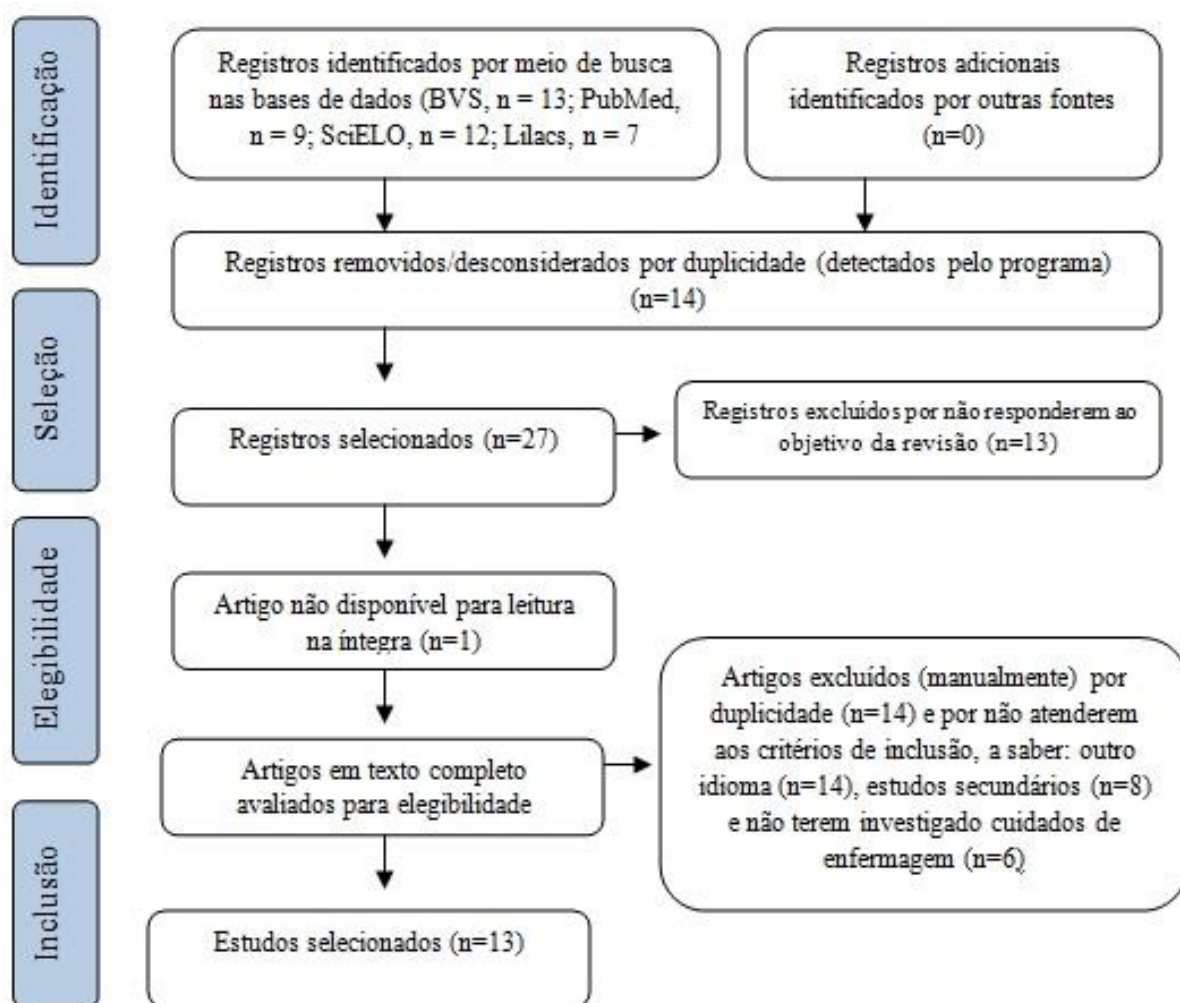 Identificação
Registros identificados por meio de busca
nas bases de dados (BVS, n = 13; PubMed,
n = 9; SciELO, n = 12; Lilacs, n = 7
Registros adicionais
identificados por outras fontes
(n=0)
Registros removidos/desconsiderados por duplicidade (detectados pelo programa)
(n=14)
Seleção
Registros selecionados (n=27)
Registros excluídos por não responderem ao
objetivo da revisão (n=13)
Elegibilidade
Artigo não disponível para leitura
na íntegra (n=1)
Artigos em texto completo
avaliados para elegibilidade
Artigos excluídos (manualmente) por
duplicidade (n=14) e por não atenderem
aos critérios de inclusão, a saber: outro
idioma (n=14), estudos secundários (n=8)
e não terem investigado cuidados de
enfermagem (n=6)
Inclusão
Estudos selecionados (n=13)